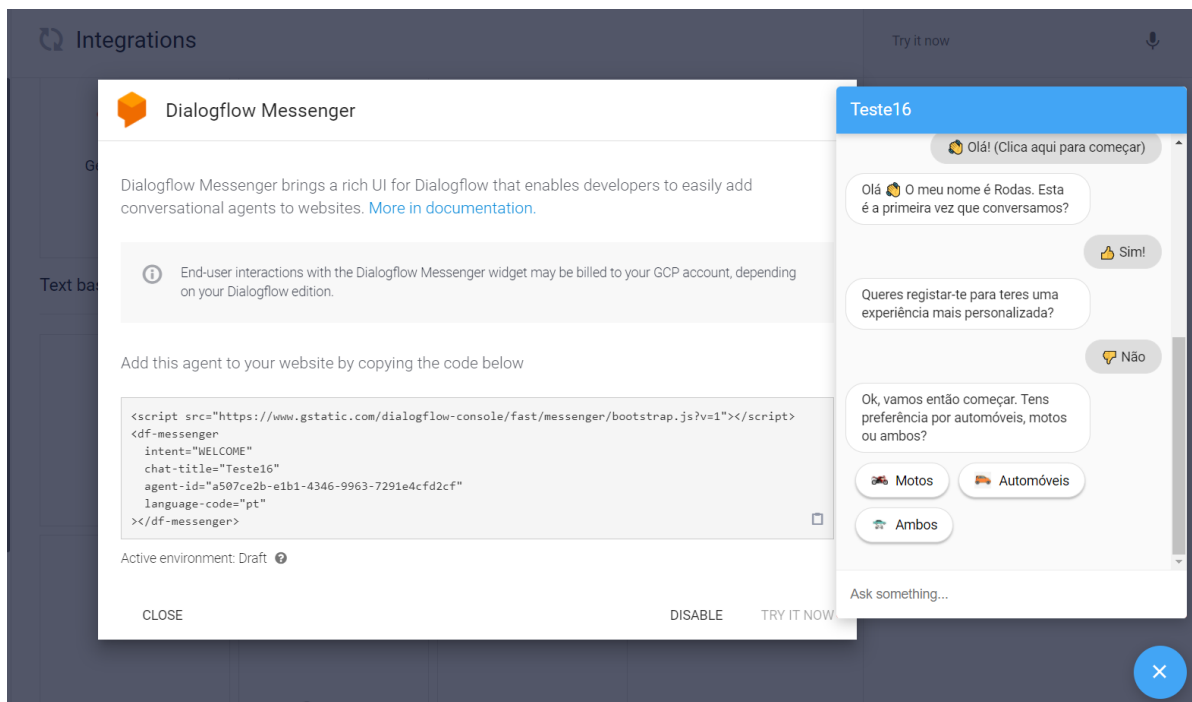 Integrations
Try it now
Dialogflow Messenger
Ge
Dialogflow Messenger brings a rich UI for Dialogflow that enables developers to easily add
conversational agents to websites. More in documentation.
End-user interactions with the Dialogflow Messenger widget may be billed to your GCP account, depending
on your Dialogflow edition.
Text bas
Add this agent to your website by copying the code below
<script src="https://www.gstatic.com/dialogflow-console/fast/messenger/bootstrap.js?v=1"></script>
<df-messenger
  intent="WELCOME"
  chat-title="Teste16"
  agent-id="a507ce2b-e1b1-4346-9963-7291e4cfd2cf"
  language-code="pt"
></df-messenger>
Active environment: Draft
CLOSE
DISABLE
TRY IT NOW
Teste16
👏 Olá! (Clica aqui para começar)
Olá 👏 O meu nome é Rodas. Esta
é a primeira vez que conversamos?
👍 Sim!
Queres registar-te para teres uma
experiência mais personalizada?
👎 Não
Ok, vamos então começar. Tens
preferência por automóveis, motos
ou ambos?
Motos
Automóveis
Ambos
Ask something...